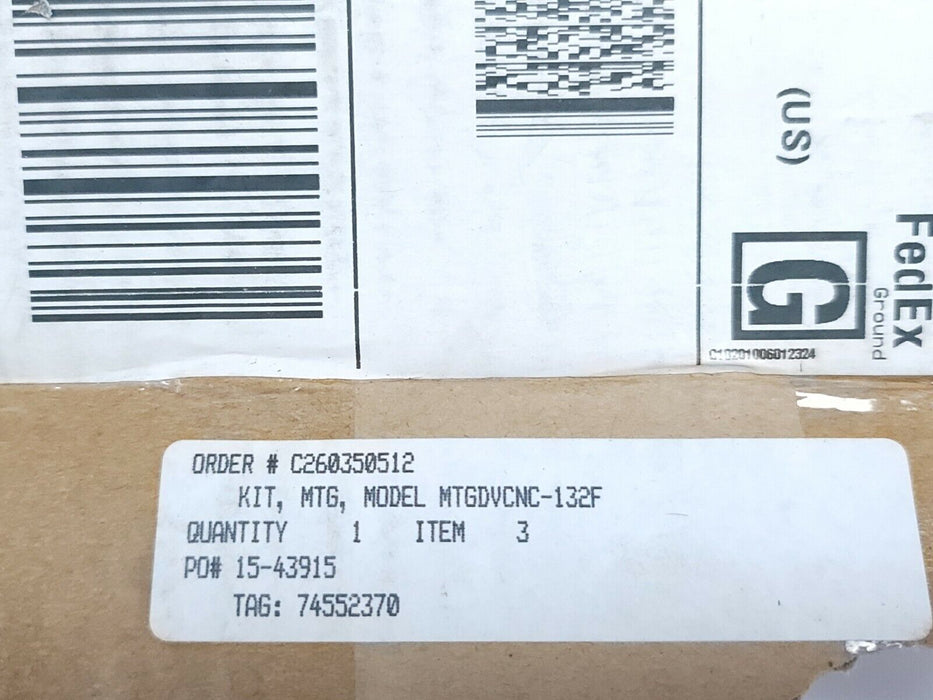 (US)
G
FedEx
Ground
ORDER # C260350512
KIT, MTG, MODEL MTGDVCNC-132F
QUANTITY 1 ITEM 3
PO# 15-43915
TAG: 74552370